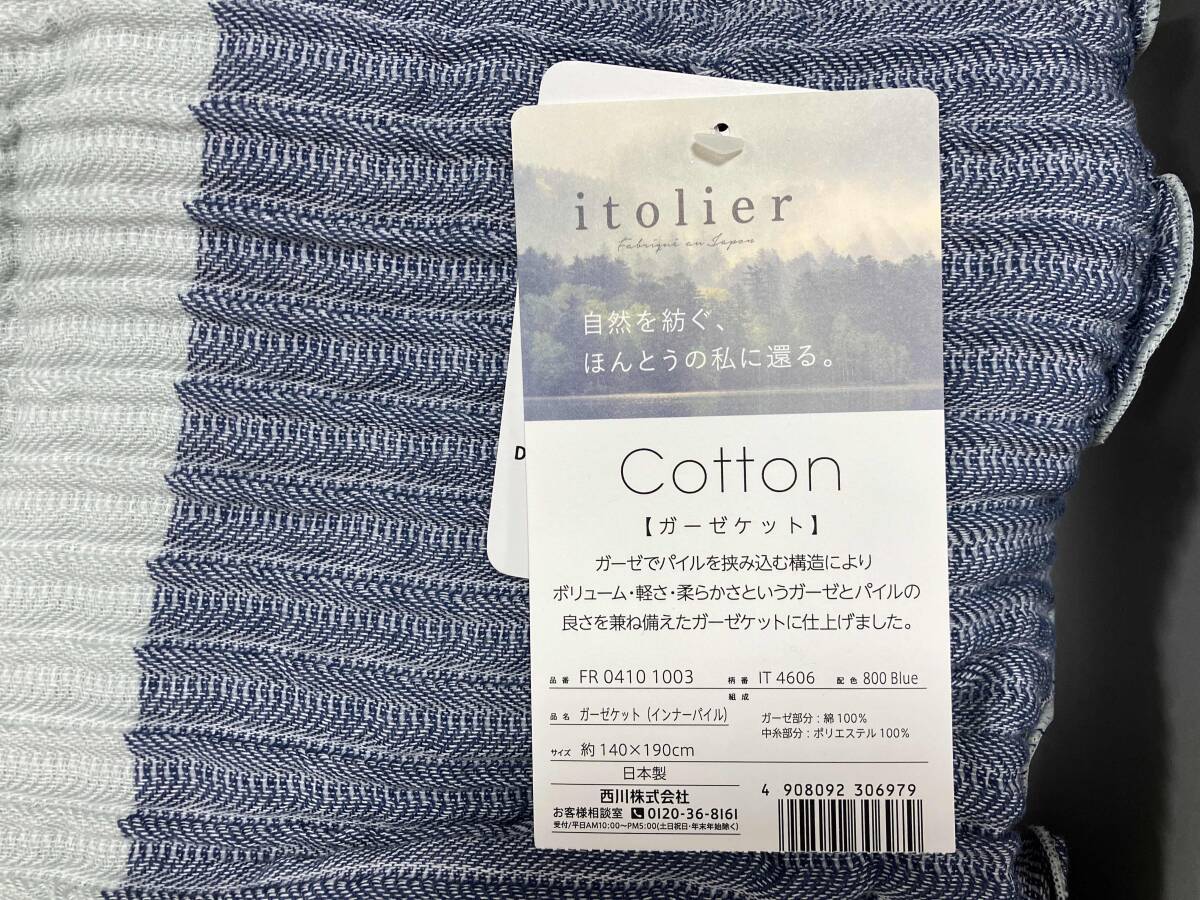 itolier
Fabriqué au Japon
自然を紡ぐ、
ほんとうの私に還る。
D
Cotton
【ガーゼケット】
ガーゼでパイルを挟み込む構造により
ボリューム・軽さ・柔らかさというガーゼとパイルの
良さを兼ね備えたガーゼケットに仕上げました。
品番 FR 0410 1003 柄番 IT 4606 配色 800 Blue
品名 ガーゼケット(インナーパイル)
組成
ガーゼ部分:綿100%
中糸部分:ポリエステル100%
サイズ 約140×190cm
日本製
西川株式会社
お客様相談室 0120-36-8161
受付/平日AM10:00〜PM5:00(土日祝日・年末年始除く)
4 908092 306979